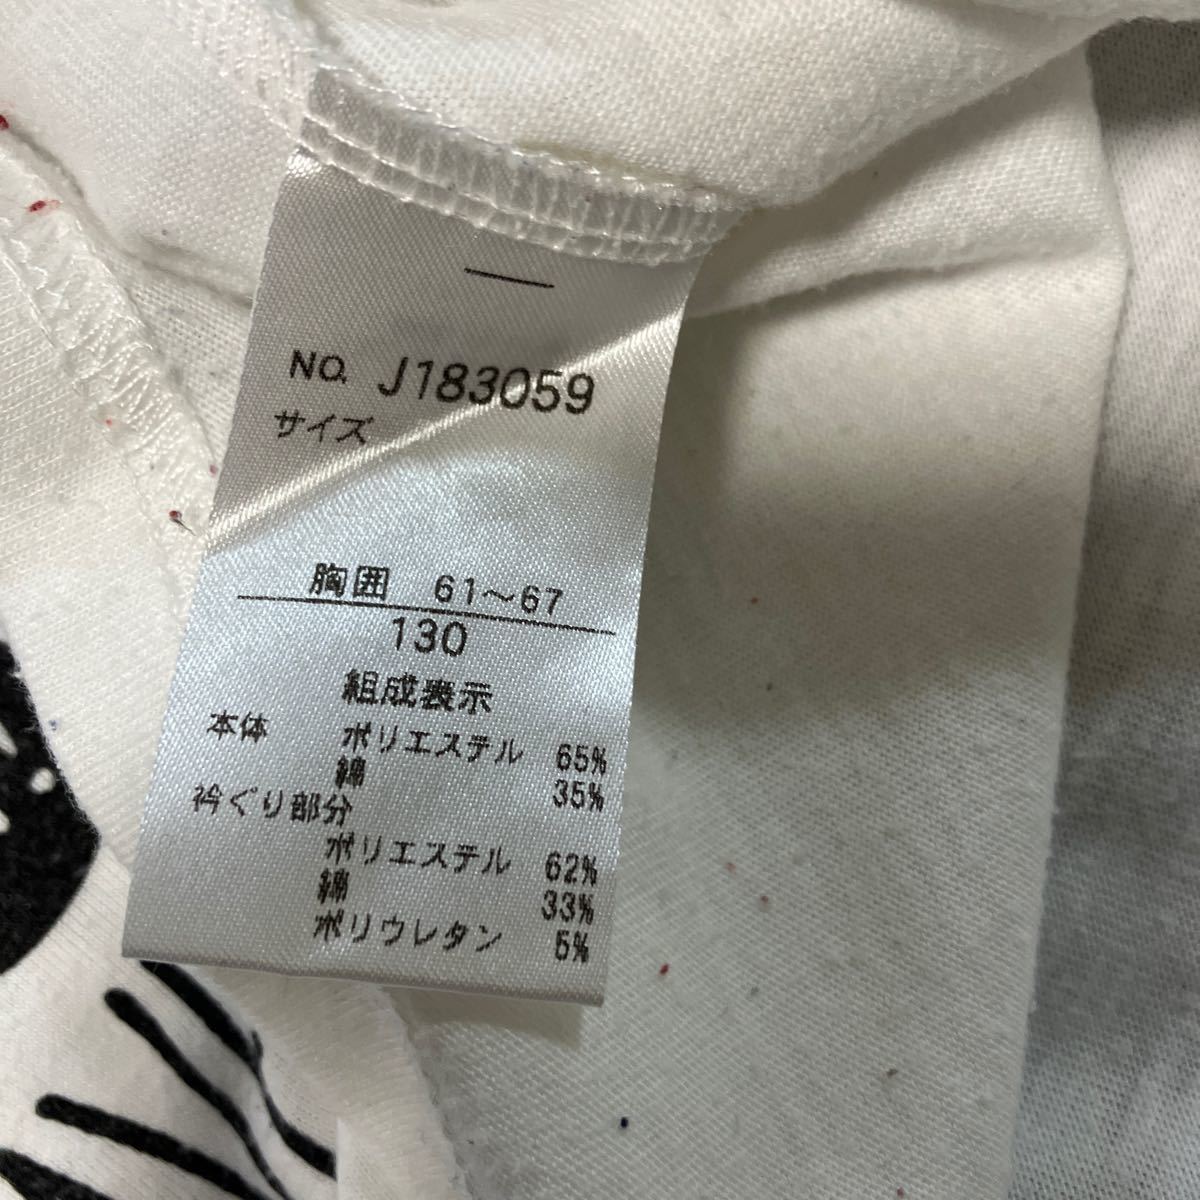 NO. J183059
サイズ
胸囲 61～67
130
組成表示
本体 ポリエステル 65%
綿 35%
衿ぐり部分
ポリエステル 62%
綿 33%
ポリウレタン 5%